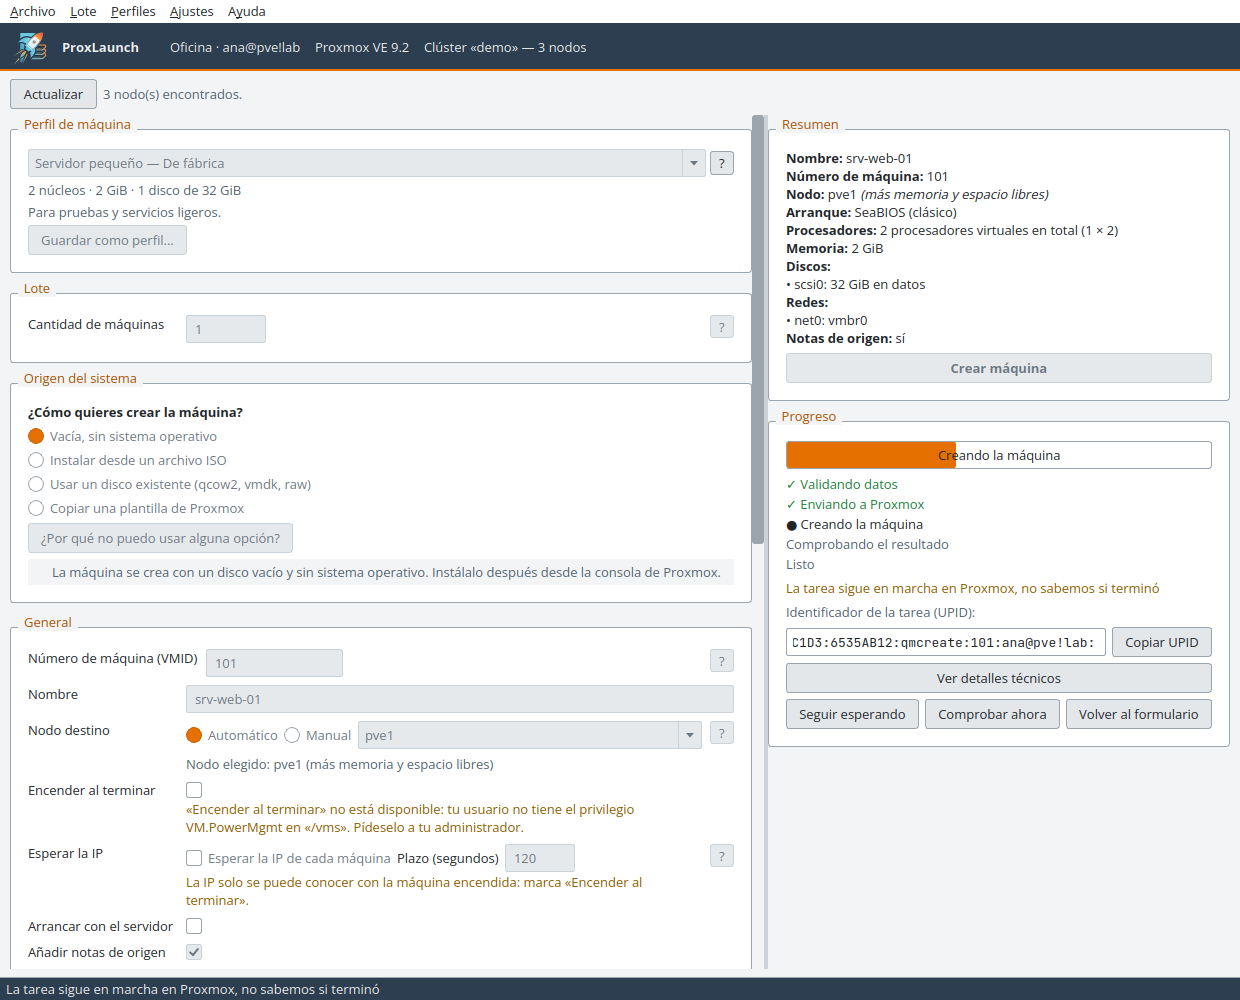 Archivo Lote Perfiles Ajustes Ayuda
ProxLaunch Oficina · ana@pve!lab Proxmox VE 9.2 Clúster «demo» — 3 nodos
Actualizar 3 nodo(s) encontrados.
Perfil de máquina
Servidor pequeño — De fábrica ?
2 núcleos · 2 GiB · 1 disco de 32 GiB
Para pruebas y servicios ligeros.
Guardar como perfil...
Lote
Cantidad de máquinas 1 ?
Origen del sistema
¿Cómo quieres crear la máquina?
Vacía, sin sistema operativo
Instalar desde un archivo ISO
Usar un disco existente (qcow2, vmdk, raw)
Copiar una plantilla de Proxmox
¿Por qué no puedo usar alguna opción?
La máquina se crea con un disco vacío y sin sistema operativo. Instálalo después desde la consola de Proxmox.
General
Número de máquina (VMID) 101 ?
Nombre srv-web-01
Nodo destino Automático Manual pve1 ?
Nodo elegido: pve1 (más memoria y espacio libres)
Encender al terminar
«Encender al terminar» no está disponible: tu usuario no tiene el privilegio
VM.PowerMgmt en «/vms». Pídeselo a tu administrador.
Esperar la IP Esperar la IP de cada máquina Plazo (segundos) 120 ?
La IP solo se puede conocer con la máquina encendida: marca «Encender al
terminar».
Arrancar con el servidor
Añadir notas de origen
Resumen
Nombre: srv-web-01
Número de máquina: 101
Nodo: pve1 (más memoria y espacio libres)
Arranque: SeaBIOS (clásico)
Procesadores: 2 procesadores virtuales en total (1 × 2)
Memoria: 2 GiB
Discos:
• scsi0: 32 GiB en datos
Redes:
• net0: vmbr0
Notas de origen: sí
Crear máquina
Progreso
Creando la máquina
✓ Validando datos
✓ Enviando a Proxmox
● Creando la máquina
Comprobando el resultado
Listo
La tarea sigue en marcha en Proxmox, no sabemos si terminó
Identificador de la tarea (UPID):
C1D3:6535AB12:qmcreate:101:ana@pve!lab: Copiar UPID
Ver detalles técnicos
Seguir esperando Comprobar ahora Volver al formulario
La tarea sigue en marcha en Proxmox, no sabemos si terminó